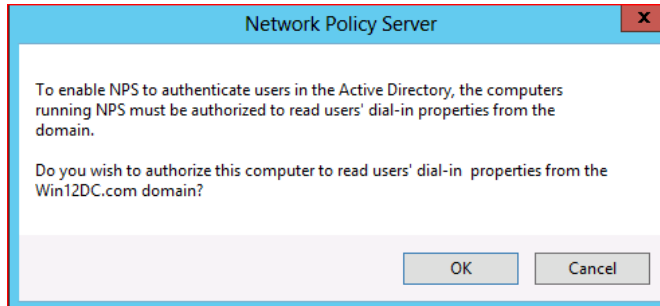 Network Policy Server
x
To enable NPS to authenticate users in the Active Directory, the computers
running NPS must be authorized to read users' dial-in properties from the
domain.
Do you wish to authorize this computer to read users' dial-in  properties from the
Win12DC.com domain?
OK
Cancel